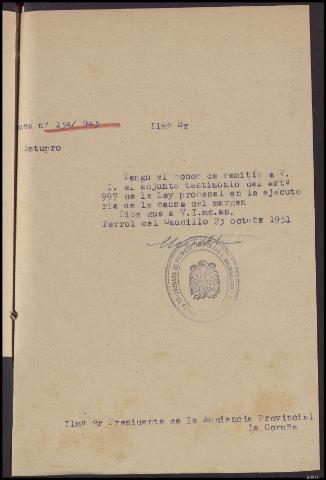 nº 154/ 943
Ilmº Sr
Estupro
Tengo el honor de remitir a V.
I. el adjunto testimonio del Artº
997 de la Ley procesal en la ejecuto
ria de la causa del margen
Dios gue a V.I.ms.as.
Ferrol del Caudillo 23 octobre 1951
Ilmº Sr Presidente de la Audiencia Provincial
La Coruña